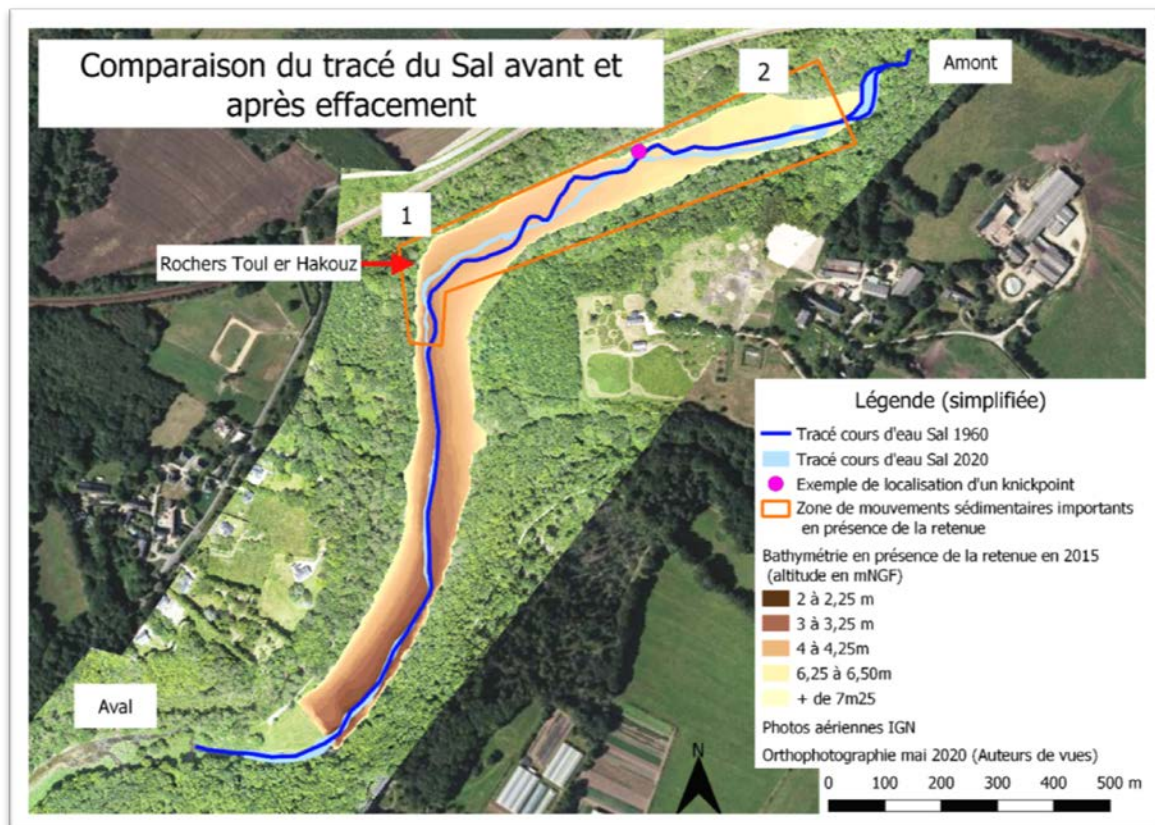 Comparaison du tracé du Sal avant et
après effacement
2
Amont
1
Rochers Toul er Hakouz
Aval
Légende (simplifiée)
Tracé cours d'eau Sal 1960
Tracé cours d'eau Sal 2020
Exemple de localisation d'un knickpoint
Zone de mouvements sédimentaires importants
en présence de la retenue
Bathymétrie en présence de la retenue en 2015
(altitude en mNGF)
2 à 2,25 m
3 à 3,25 m
4 à 4,25m
6,25 à 6,50m
+ de 7m25
Photos aériennes IGN
Orthophotographie mai 2020 (Auteurs de vues)
N
0 100 200 300 400 500 m